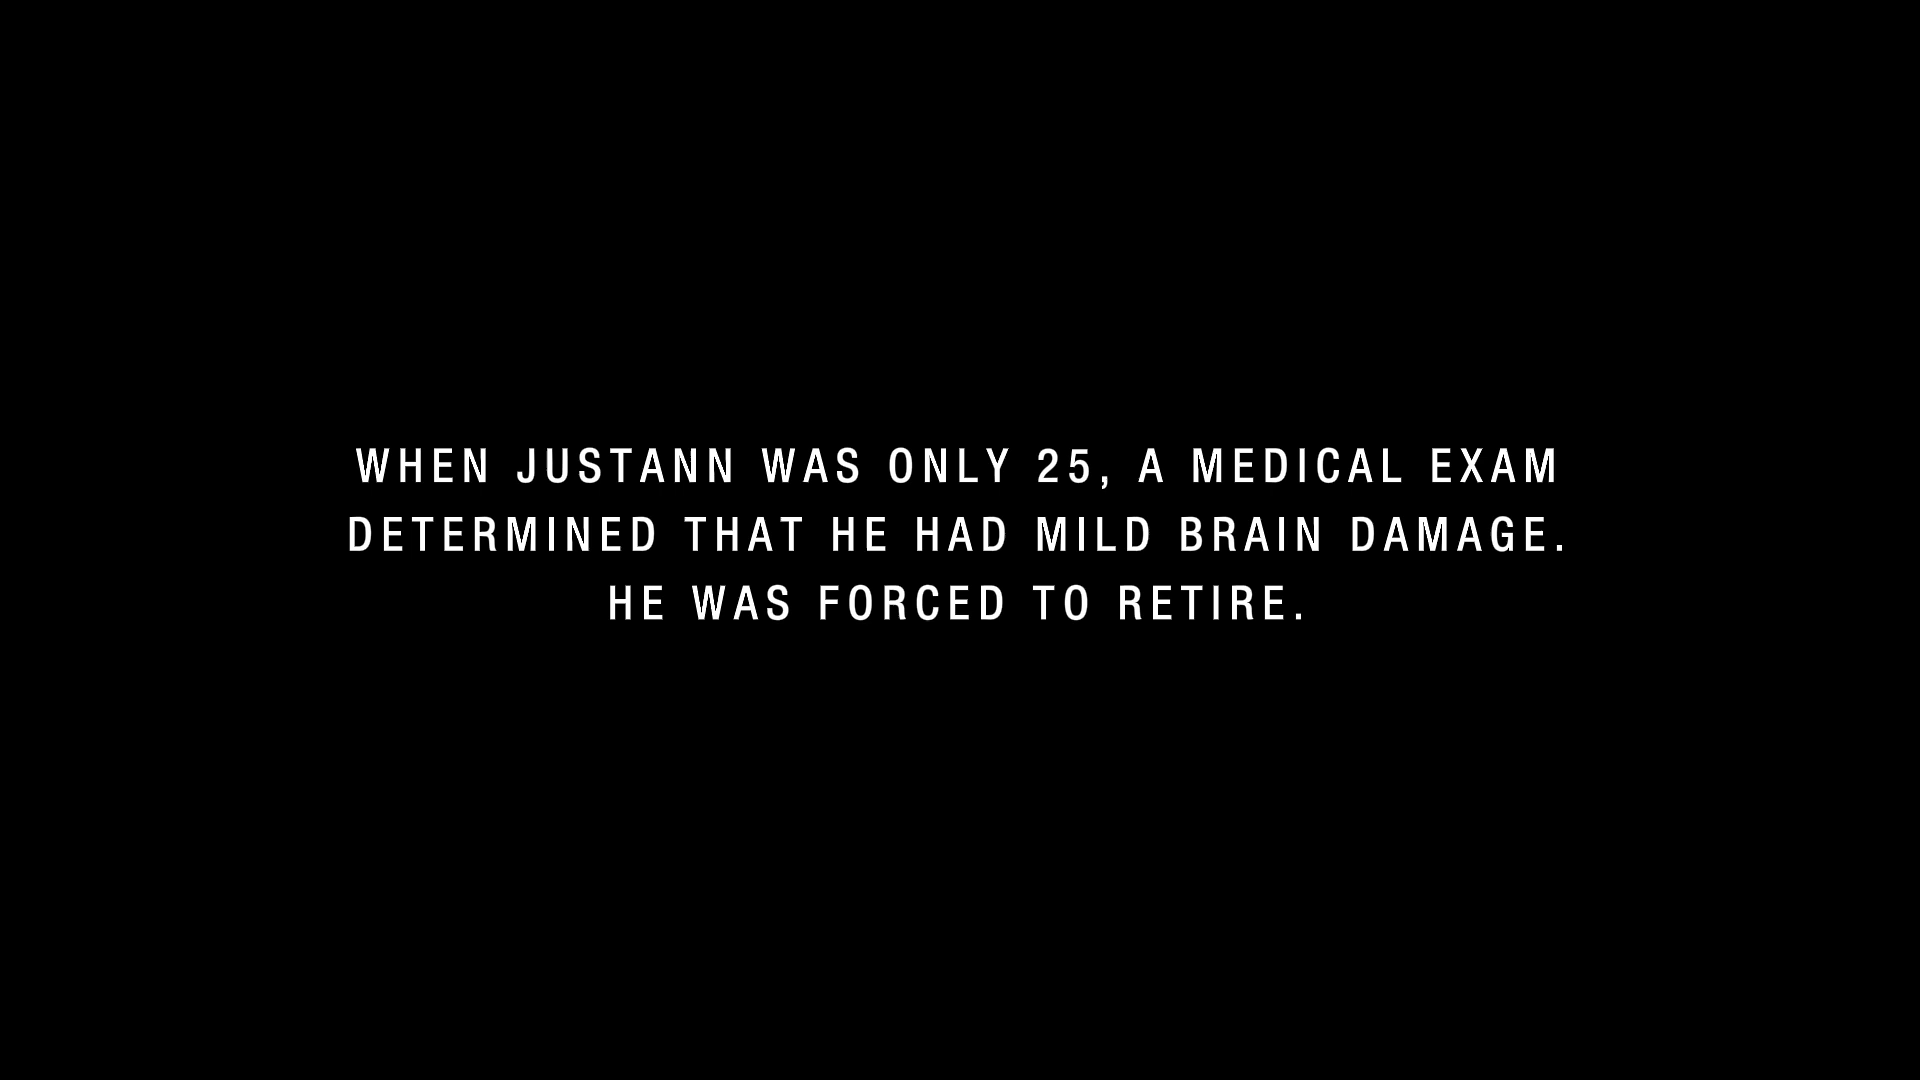 WHEN JUSTANN WAS ONLY 25, A MEDICAL EXAM
DETERMINED THAT HE HAD MILD BRAIN DAMAGE.
HE WAS FORCED TO RETIRE.